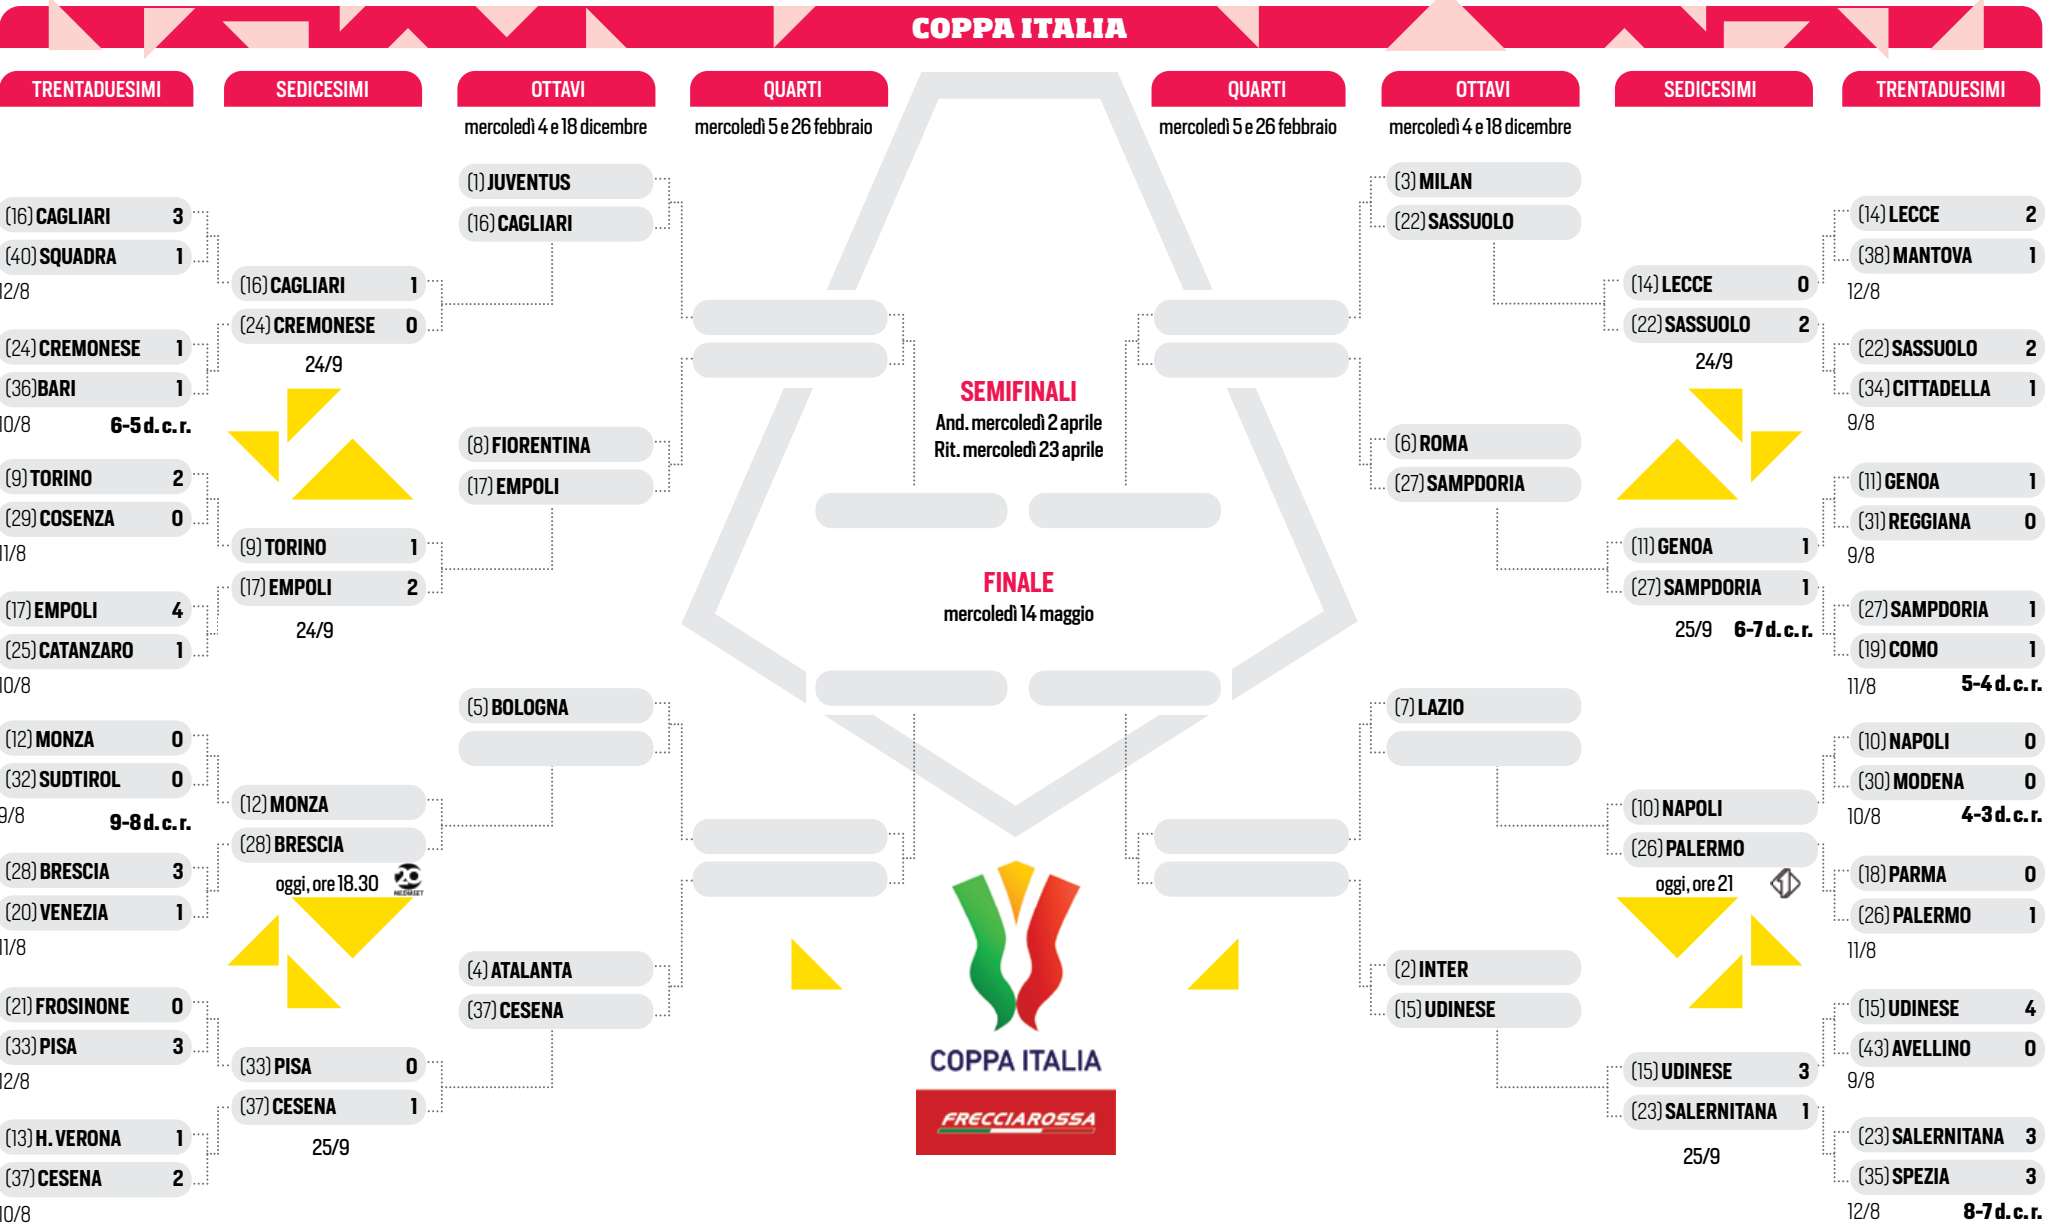 COPPA ITALIA
TRENTADUESIMI
SEDICESIMI
OTTAVI
QUARTI
QUARTI
OTTAVI
SEDICESIMI
TRENTADUESIMI
mercoledì 4 e 18 dicembre
mercoledì 5 e 26 febbraio
mercoledì 5 e 26 febbraio
mercoledì 4 e 18 dicembre
(16) CAGLIARI 3
(40) SQUADRA 1
12/8
(24) CREMONESE 1
(36) BARI 1
10/8 6-5 d.c.r.
(9) TORINO 2
(29) COSENZA 0
11/8
(17) EMPOLI 4
(25) CATANZARO 1
10/8
(12) MONZA 0
(32) SUDTIROL 0
9/8 9-8 d.c.r.
(28) BRESCIA 3
(20) VENEZIA 1
11/8
(21) FROSINONE 0
(33) PISA 3
12/8
(13) H. VERONA 1
(37) CESENA 2
10/8
(16) CAGLIARI 1
(24) CREMONESE 0
24/9
(9) TORINO 1
(17) EMPOLI 2
24/9
(12) MONZA
(28) BRESCIA
oggi, ore 18.30 20
MEDIASET
(33) PISA 0
(37) CESENA 1
25/9
(1) JUVENTUS
(16) CAGLIARI
(8) FIORENTINA
(17) EMPOLI
(5) BOLOGNA
(4) ATALANTA
(37) CESENA
SEMIFINALI
And. mercoledì 2 aprile
Rit. mercoledì 23 aprile
FINALE
mercoledì 14 maggio
COPPA ITALIA
FRECCIAROSSA
(3) MILAN
(22) SASSUOLO
(6) ROMA
(27) SAMPDORIA
(7) LAZIO
(2) INTER
(15) UDINESE
(14) LECCE 0
(22) SASSUOLO 2
24/9
(11) GENOA 1
(27) SAMPDORIA 1
25/9 6-7 d.c.r.
(10) NAPOLI
(26) PALERMO
oggi, ore 21 1
(15) UDINESE 3
(23) SALERNITANA 1
25/9
(14) LECCE 2
(38) MANTOVA 1
12/8
(22) SASSUOLO 2
(34) CITTADELLA 1
9/8
(11) GENOA 1
(31) REGGIANA 0
9/8
(27) SAMPDORIA 1
(19) COMO 1
11/8 5-4 d.c.r.
(10) NAPOLI 0
(30) MODENA 0
10/8 4-3 d.c.r.
(18) PARMA 0
(26) PALERMO 1
11/8
(15) UDINESE 4
(43) AVELLINO 0
9/8
(23) SALERNITANA 3
(35) SPEZIA 3
12/8 8-7 d.c.r.